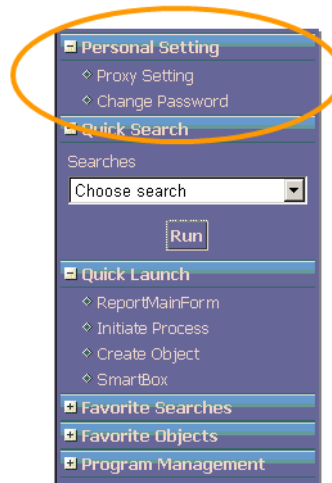 Personal Setting
Proxy Setting
Change Password
Quick Search
Searches
Choose search
Run
Quick Launch
ReportMainForm
Initiate Process
Create Object
SmartBox
Favorite Searches
Favorite Objects
Program Management